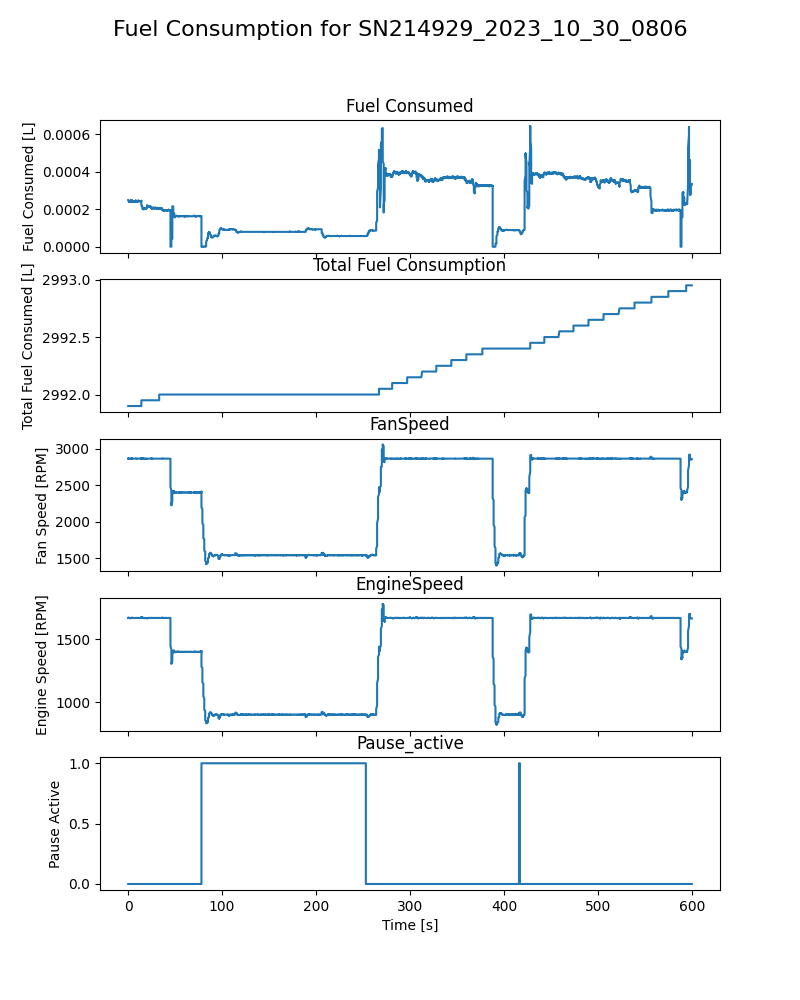 Fuel Consumption for SN214929_2023_10_30_0806
Fuel Consumed
Fuel Consumed [L]
0.0006
0.0004
0.0002
0.0000
Total Fuel Consumption
Total Fuel Consumed [L]
2993.0
2992.5
2992.0
FanSpeed
Fan Speed [RPM]
3000
2500
2000
1500
EngineSpeed
Engine Speed [RPM]
1500
1000
Pause_active
Pause Active
1.0
0.5
0.0
0 100 200 300 400 500 600
Time [s]